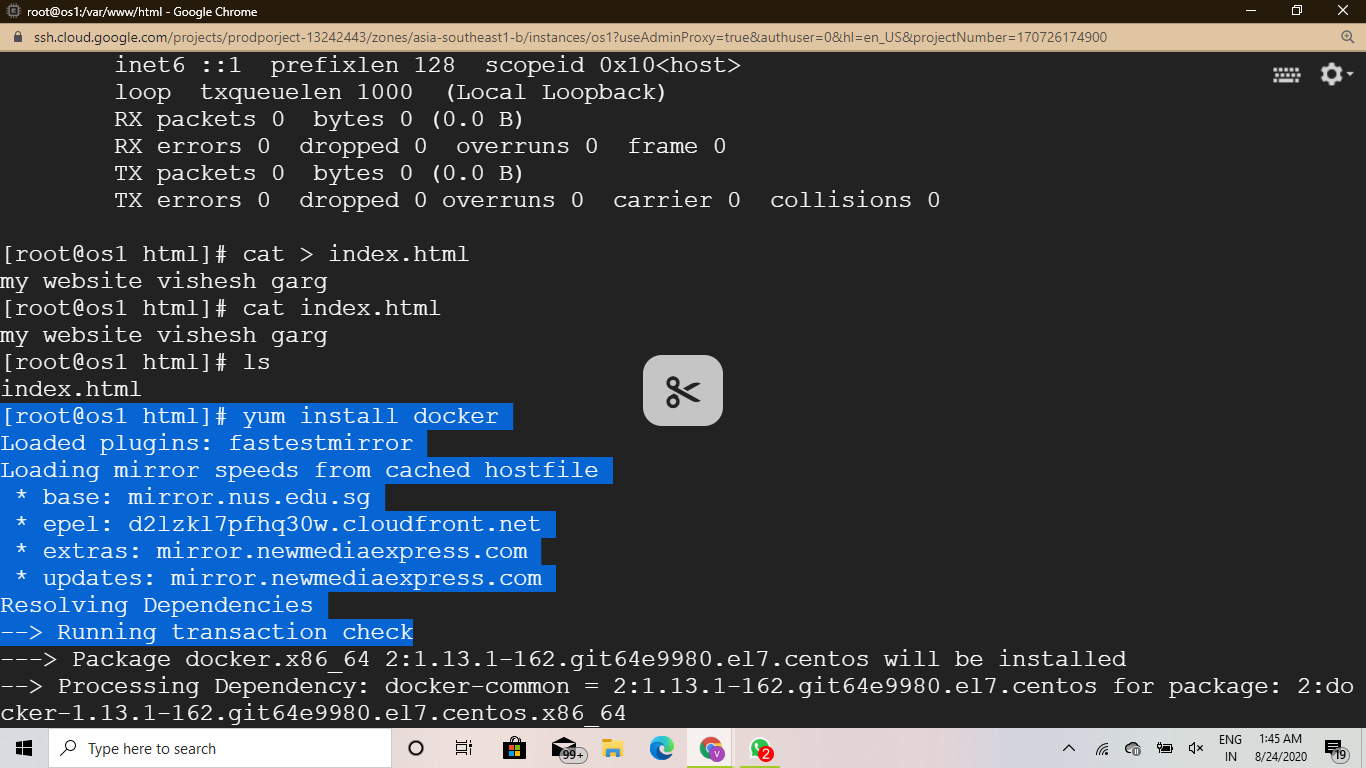 root@os1:/var/www/html - Google Chrome
ssh.cloud.google.com/projects/prodporject-13242443/zones/asia-southeast1-b/instances/os1?useAdminProxy=true&authuser=0&hl=en_US&projectNumber=170726174900
inet6 ::1  prefixlen 128  scopeid 0x10<host>
loop  txqueuelen 1000  (Local Loopback)
RX packets 0  bytes 0 (0.0 B)
RX errors 0  dropped 0  overruns 0  frame 0
TX packets 0  bytes 0 (0.0 B)
TX errors 0  dropped 0 overruns 0  carrier 0  collisions 0
[root@os1 html]# cat > index.html
my website vishesh garg
[root@os1 html]# cat index.html
my website vishesh garg
[root@os1 html]# ls
index.html
[root@os1 html]# yum install docker
Loaded plugins: fastestmirror
Loading mirror speeds from cached hostfile
 * base: mirror.nus.edu.sg
 * epel: d2lzkl7pfhq30w.cloudfront.net
 * extras: mirror.newmediaexpress.com
 * updates: mirror.newmediaexpress.com
Resolving Dependencies
--> Running transaction check
---> Package docker.x86_64 2:1.13.1-162.git64e9980.el7.centos will be installed
--> Processing Dependency: docker-common = 2:1.13.1-162.git64e9980.el7.centos for package: 2:do
cker-1.13.1-162.git64e9980.el7.centos.x86_64
Type here to search
99+
V
2
ENG
IN
1:45 AM
8/24/2020
19